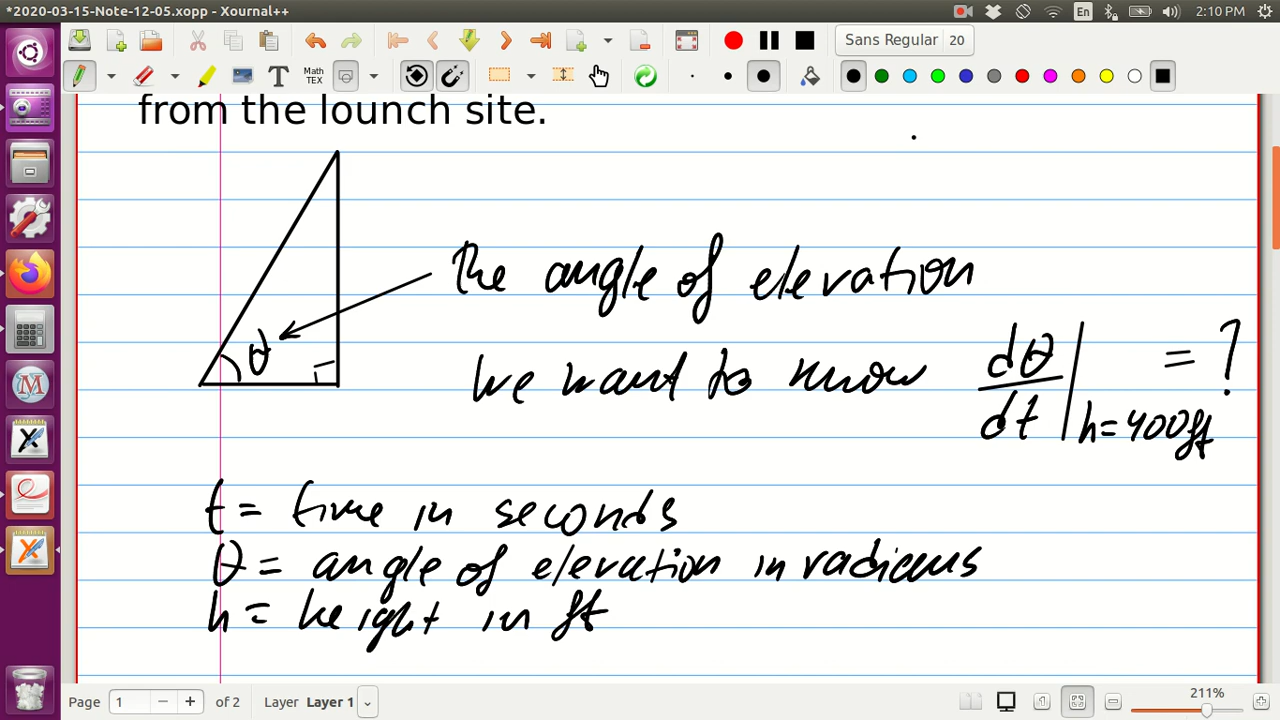 *2020-03-15-Note-12-05.xopp - Xournal++
En
2:10 PM
Math
TEX
T
Sans Regular 20
from the lounch site.
The angle of elevation
θ
We want to know dθ/dt | h=400ft = ?
t = time in seconds
θ = angle of elevation in radians
h = height in ft
Page 1 of 2 Layer Layer 1
211%